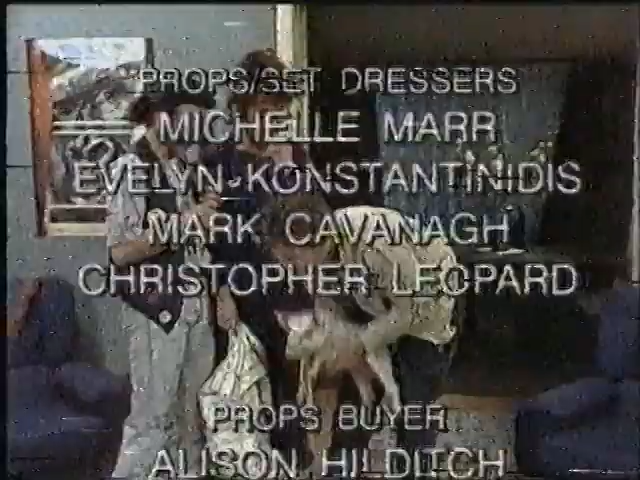 PROPS/SET DRESSERS
MICHELLE MARR
EVELYN KONSTANTINIDIS
MARK CAVANAGH
CHRISTOPHER LEOPARD
PROPS BUYER
ALISON HILDITCH